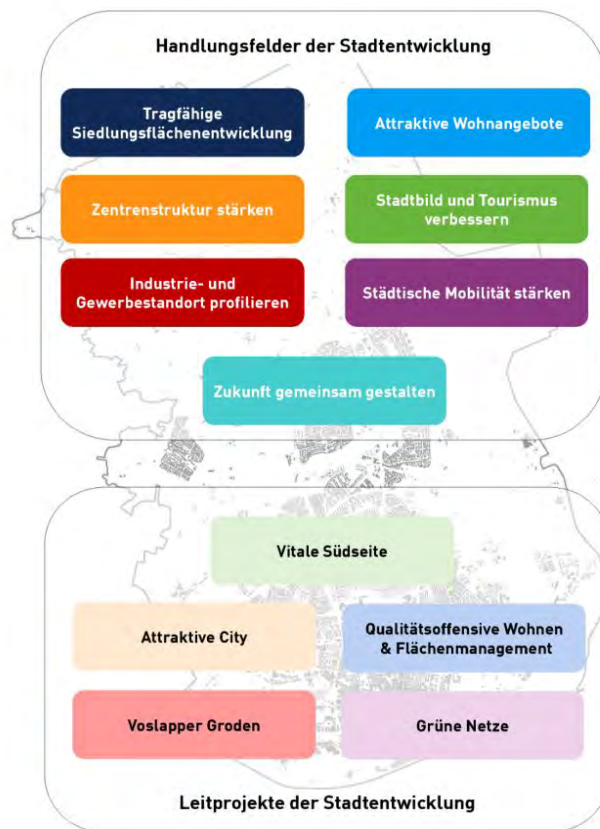 Handlungsfelder der Stadtentwicklung
Tragfähige
Siedlungsflächenentwicklung
Attraktive Wohnangebote
Zentrenstruktur stärken
Stadtbild und Tourismus
verbessern
Industrie- und
Gewerbestandort profilieren
Städtische Mobilität stärken
Zukunft gemeinsam gestalten
Vitale Südseite
Attraktive City
Qualitätsoffensive Wohnen
& Flächenmanagement
Voslapper Groden
Grüne Netze
Leitprojekte der Stadtentwicklung